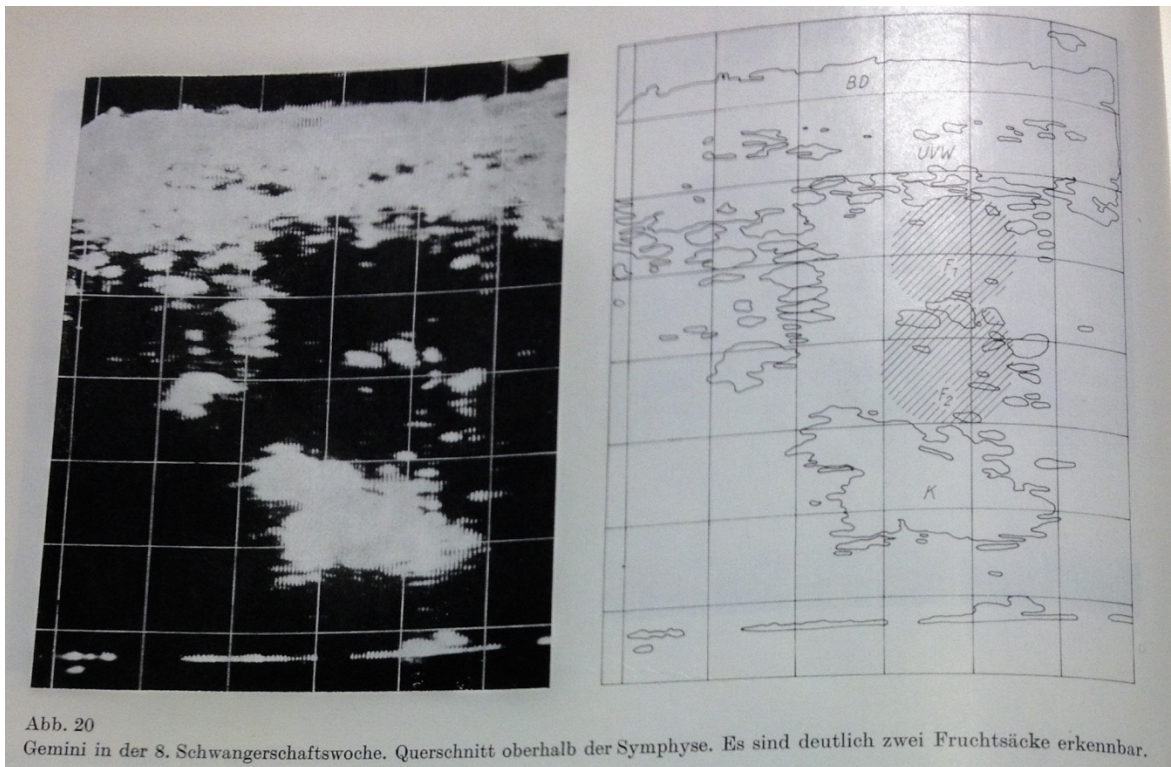 BD
UVW
F1
F2
K
Abb. 20
Gemini in der 8. Schwangerschaftswoche. Querschnitt oberhalb der Symphyse. Es sind deutlich zwei Fruchtsäcke erkennbar.